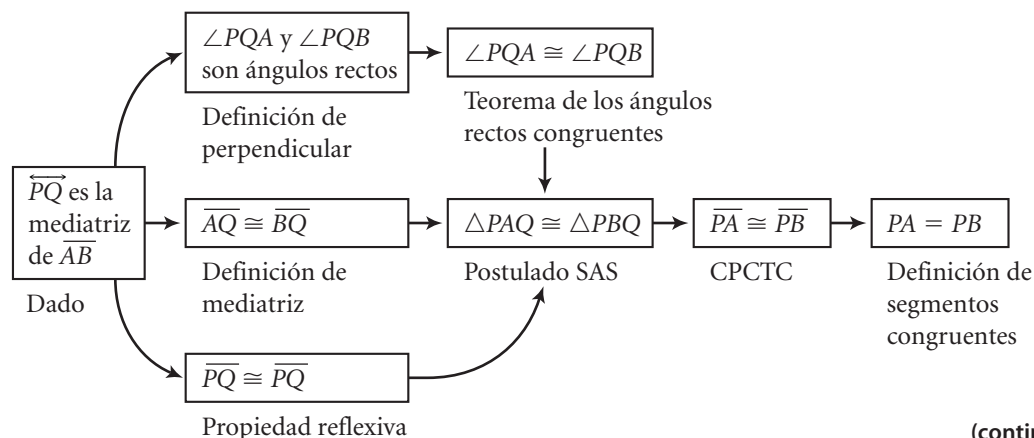 ∠PQA y ∠PQB
son ángulos rectos
Definición de
perpendicular
∠PQA ≅ ∠PQB
Teorema de los ángulos
rectos congruentes
PQ es la
mediatriz
de AB
Dado
AQ ≅ BQ
Definición de
mediatriz
△PAQ ≅ △PBQ
Postulado SAS
PA ≅ PB
CPCTC
PA = PB
Definición de
segmentos
congruentes
PQ ≅ PQ
Propiedad reflexiva
(contin